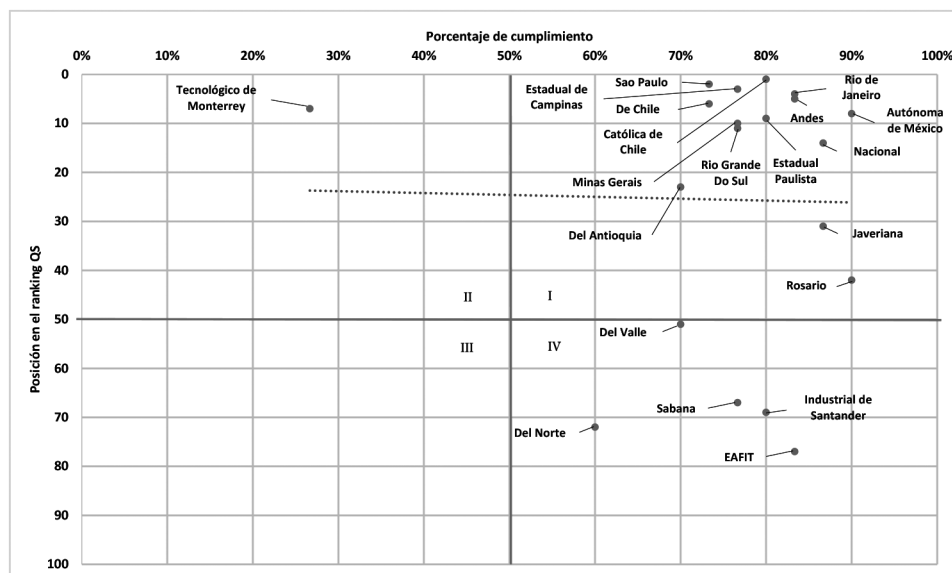 Porcentaje de cumplimiento
0% 10% 20% 30% 40% 50% 60% 70% 80% 90% 100%
Posición en el ranking QS
0
10
20
30
40
50
60
70
80
90
100
Tecnológico de
Monterrey
Estadual de
Campinas
Sao Paulo
De Chile
Católica de
Chile
Minas Gerais
Rio Grande
Do Sul
Estadual
Paulista
Rio de
Janeiro
Andes
Autónoma
de México
Nacional
Del Antioquia
Javeriana
Rosario
II
I
III
IV
Del Valle
Sabana
Industrial de
Santander
Del Norte
EAFIT